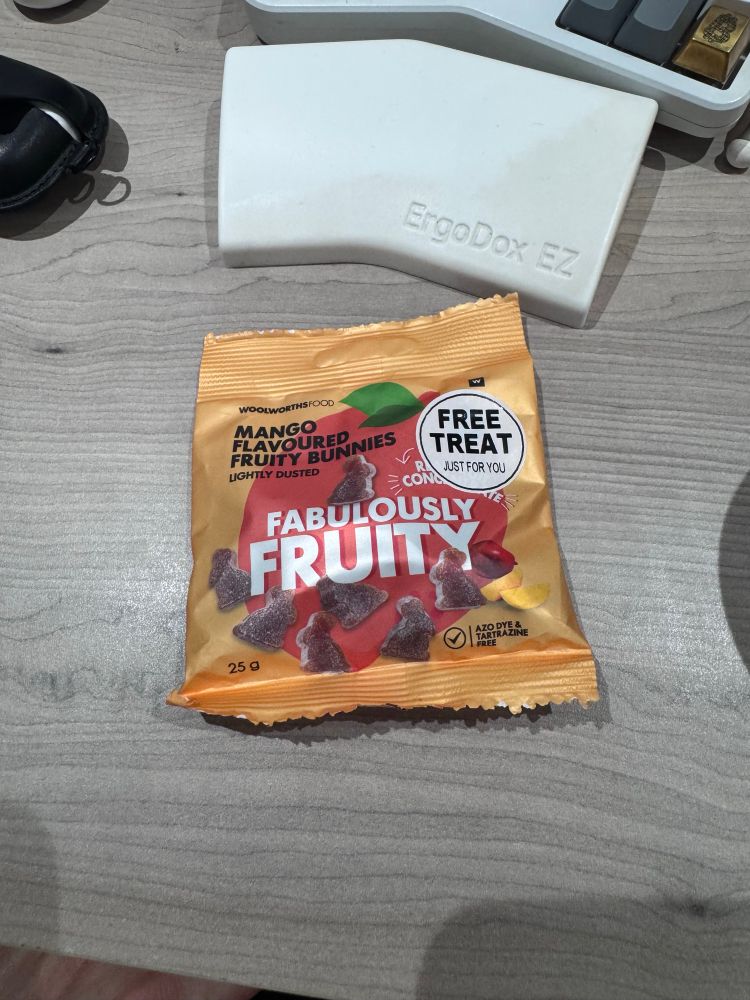 ErgoDox EZ
W
WOOLWORTHSFOOD
MANGO
FLAVOURED
FRUITY BUNNIES
LIGHTLY DUSTED
FREE
TREAT
JUST FOR YOU
FABULOUSLY
FRUITY
AZO DYE &
TARTRAZINE
FREE
25 g